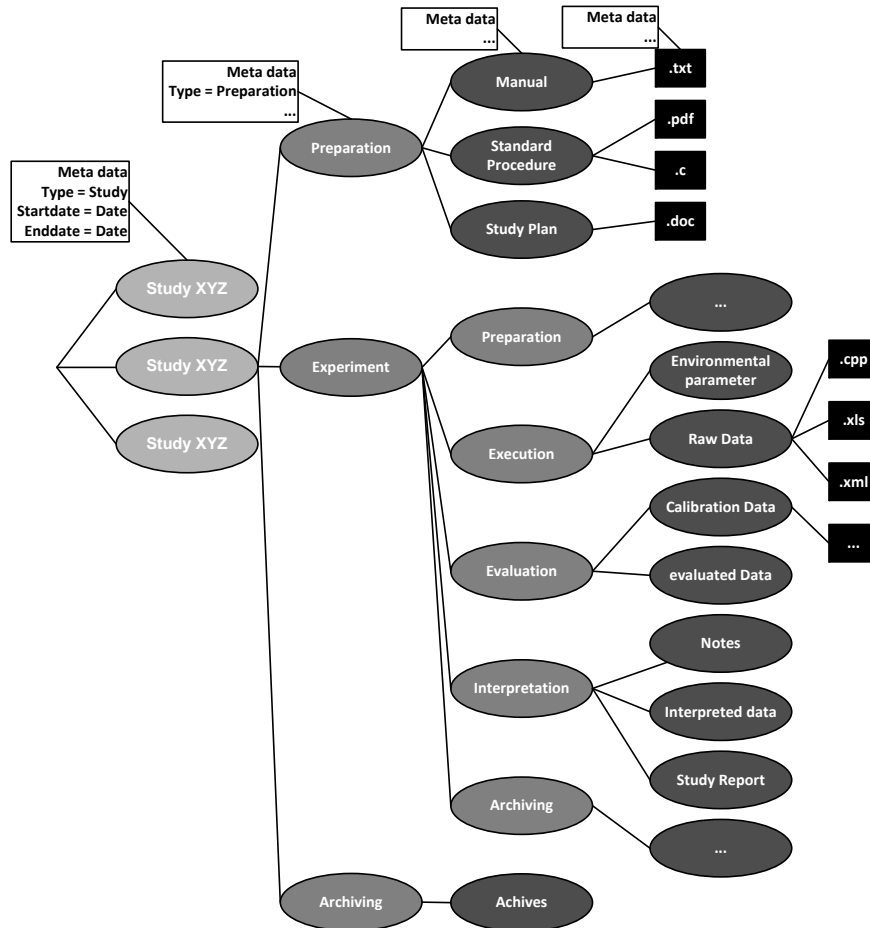 Meta data
...
Meta data
...
Meta data
Type = Preparation
...
Manual
.txt
.pdf
Preparation
Standard
Procedure
.c
Meta data
Type = Study
Startdate = Date
Enddate = Date
Study Plan
.doc
Study XYZ
...
Preparation
Study XYZ
Experiment
Environmental
parameter
.cpp
Study XYZ
Execution
Raw Data
.xls
.xml
Calibration Data
...
Evaluation
evaluated Data
Notes
Interpretation
Interpreted data
Study Report
Archiving
...
Archiving
Achives